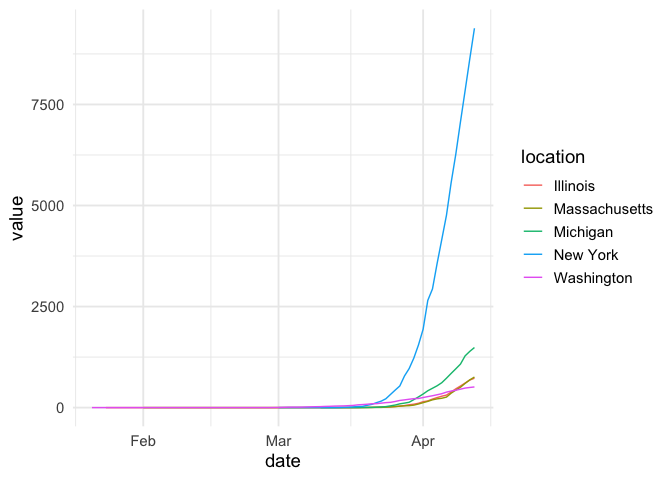 7500
5000
2500
0
value
Feb
Mar
Apr
date
location
Illinois
Massachusetts
Michigan
New York
Washington